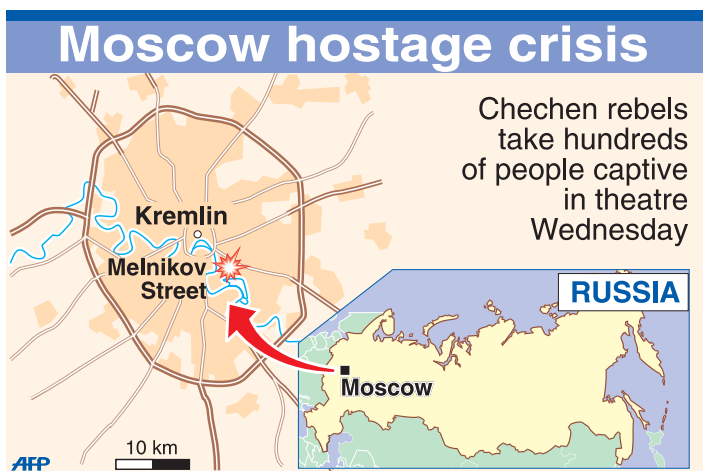 Moscow hostage crisis
Chechen rebels
take hundreds
of people captive
in theatre
Wednesday
Kremlin
Melnikov
Street
RUSSIA
Moscow
10 km
AFP